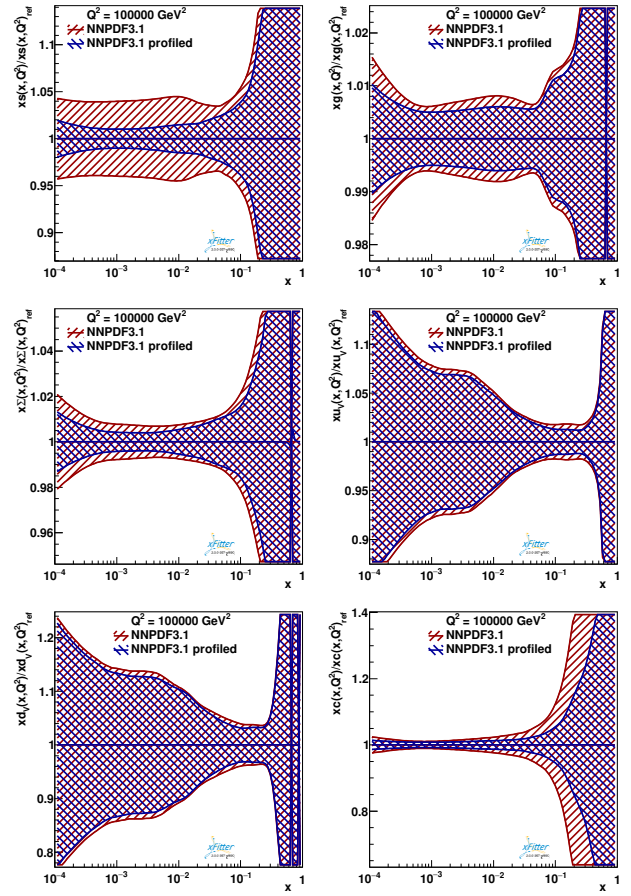 xs(x,Q²)/xs(x,Q²)ref
Q² = 100000 GeV²
NNPDF3.1
NNPDF3.1 profiled
1.1
1.05
1
0.95
0.9
xFitter
10⁻⁴ 10⁻³ 10⁻² 10⁻¹ 1
x
xg(x,Q²)/xg(x,Q²)ref
Q² = 100000 GeV²
NNPDF3.1
NNPDF3.1 profiled
1.02
1.01
1
0.99
0.98
xFitter
10⁻⁴ 10⁻³ 10⁻² 10⁻¹ 1
x
xΣ(x,Q²)/xΣ(x,Q²)ref
Q² = 100000 GeV²
NNPDF3.1
NNPDF3.1 profiled
1.04
1.02
1
0.98
0.96
xFitter
10⁻⁴ 10⁻³ 10⁻² 10⁻¹ 1
x
xuV(x,Q²)/xuV(x,Q²)ref
Q² = 100000 GeV²
NNPDF3.1
NNPDF3.1 profiled
1.1
1.05
1
0.95
0.9
xFitter
10⁻⁴ 10⁻³ 10⁻² 10⁻¹ 1
x
xdV(x,Q²)/xdV(x,Q²)ref
Q² = 100000 GeV²
NNPDF3.1
NNPDF3.1 profiled
1.2
1.1
1
0.9
0.8
xFitter
10⁻⁴ 10⁻³ 10⁻² 10⁻¹ 1
x
xc(x,Q²)/xc(x,Q²)ref
Q² = 100000 GeV²
NNPDF3.1
NNPDF3.1 profiled
1.4
1.2
1
0.8
xFitter
10⁻⁴ 10⁻³ 10⁻² 10⁻¹ 1
x